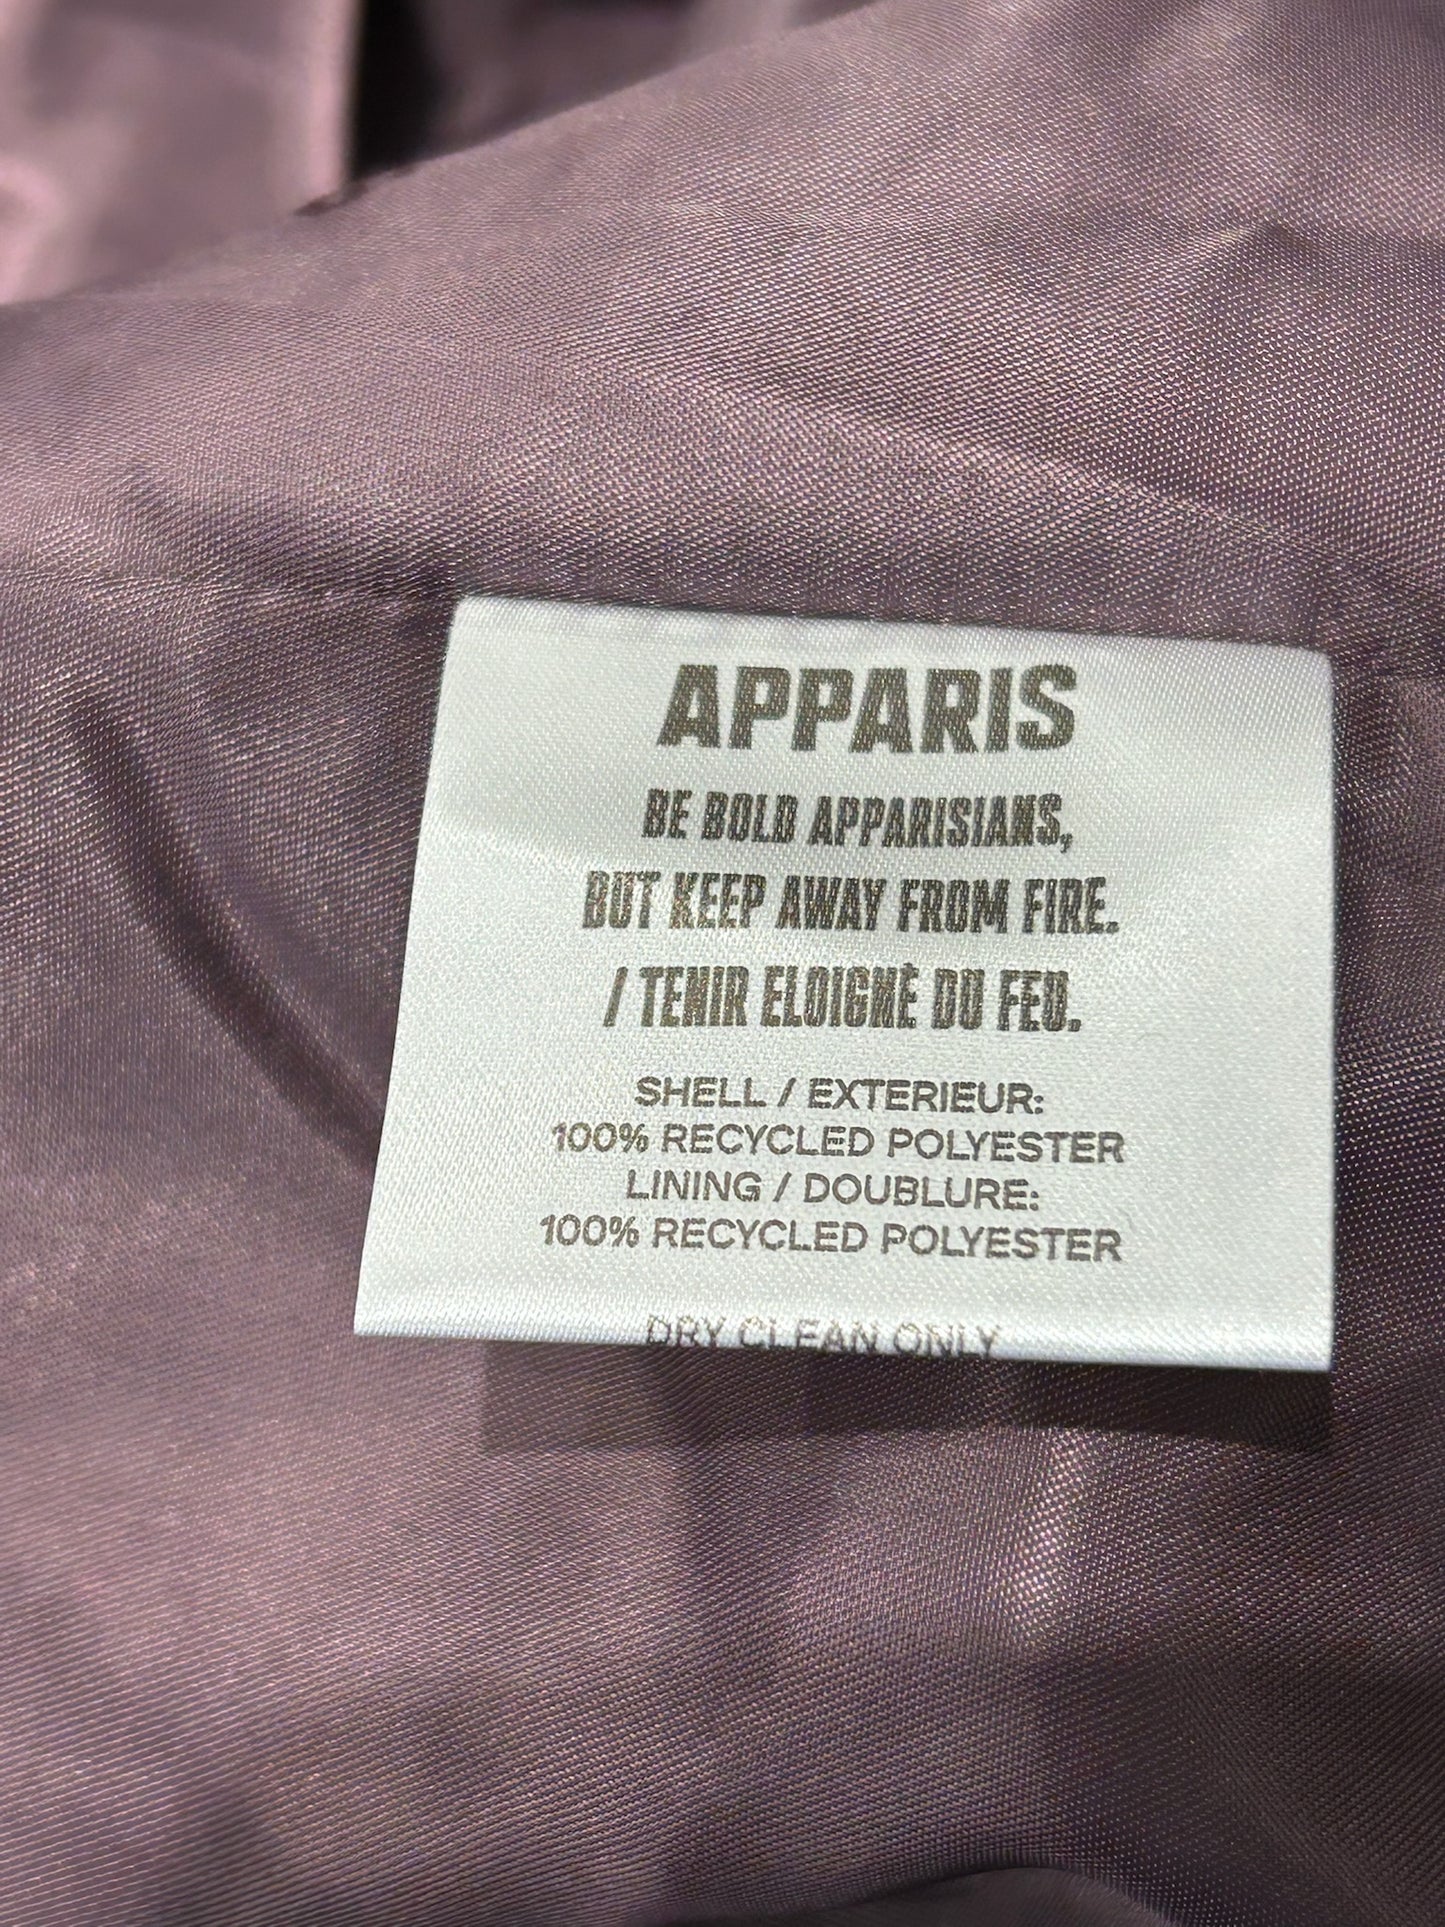 APPARIS
BE BOLD APPARISIANS,
BUT KEEP AWAY FROM FIRE.
/ TENIR ELOIGNÈ DU FEU.
SHELL / EXTERIEUR:
100% RECYCLED POLYESTER
LINING / DOUBLURE:
100% RECYCLED POLYESTER
DRY CLEAN ONLY